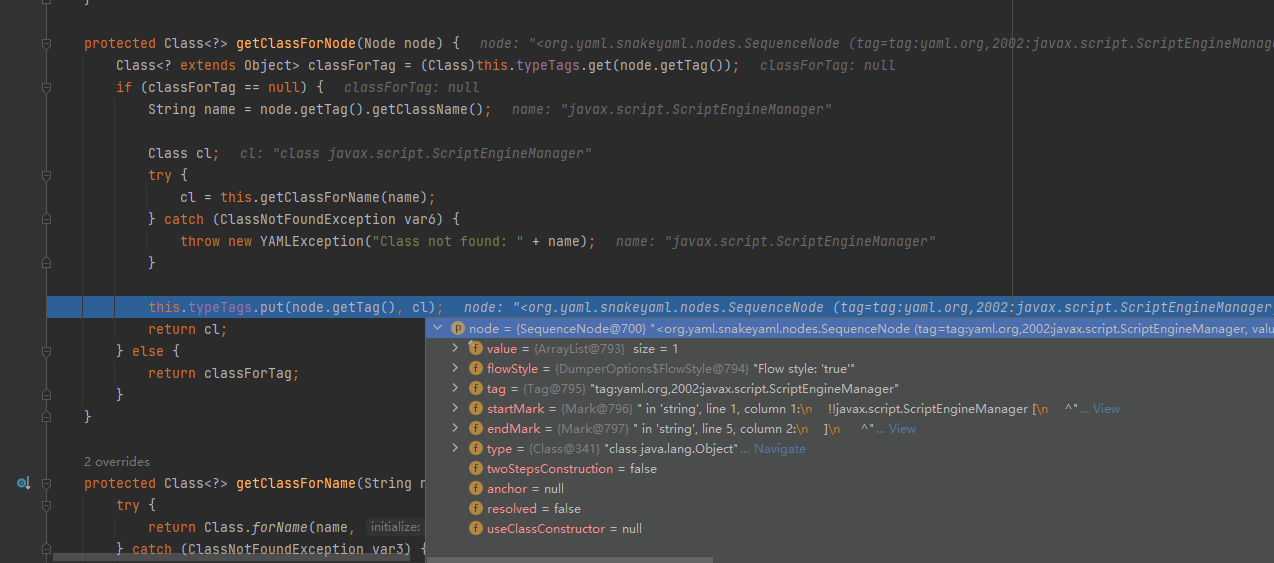 }
protected Class<?> getClassForNode(Node node) { node: "<org.yaml.snakeyaml.nodes.SequenceNode (tag=tag:yaml.org,2002:javax.script.ScriptEngineManage
Class<? extends Object> classForTag = (Class)this.typeTags.get(node.getTag()); classForTag: null
if (classForTag == null) { classForTag: null
String name = node.getTag().getClassName(); name: "javax.script.ScriptEngineManager"
Class cl; cl: "class javax.script.ScriptEngineManager"
try {
cl = this.getClassForName(name);
} catch (ClassNotFoundException var6) {
throw new YAMLException("Class not found: " + name); name: "javax.script.ScriptEngineManager"
}
this.typeTags.put(node.getTag(), cl); node: "<org.yaml.snakeyaml.nodes.SequenceNode (tag=tag:yaml.org,2002:javax.script.ScriptEngineManager
return cl;
p node = {SequenceNode@700} "<org.yaml.snakeyaml.nodes.SequenceNode (tag=tag:yaml.org,2002:javax.script.ScriptEngineManager, valu
} else {
f value = {ArrayList@793} size = 1
return classForTag;
f flowStyle = {DumperOptions$FlowStyle@794} "Flow style: 'true'"
}
f tag = {Tag@795} "tag:yaml.org,2002:javax.script.ScriptEngineManager"
}
f startMark = {Mark@796} " in 'string', line 1, column 1:\n !!javax.script.ScriptEngineManager [\n ^"... View
f endMark = {Mark@797} " in 'string', line 5, column 2:\n ]\n ^"... View
f type = {Class@341} "class java.lang.Object"... Navigate
2 overrides
f twoStepsConstruction = false
protected Class<?> getClassForName(String n
f anchor = null
try {
f resolved = false
return Class.forName(name, initialize:
f useClassConstructor = null
} catch (ClassNotFoundException var3) {